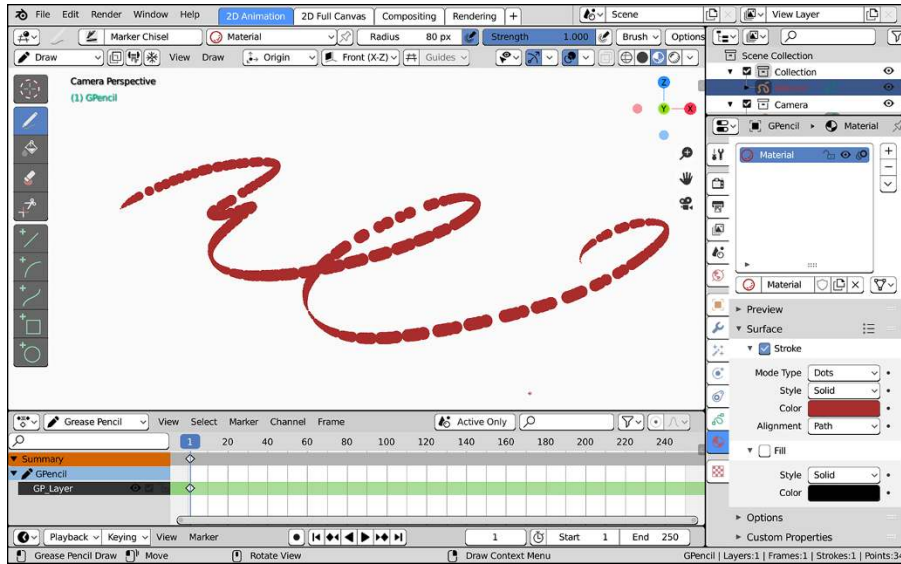 File Edit Render Window Help 2D Animation 2D Full Canvas Compositing Rendering + Scene View Layer
Marker Chisel Material Radius 80 px Strength 1.000 Brush Options
Draw View Draw Origin Front (X-Z) Guides
Scene Collection
Collection
Camera
Camera Perspective
(1) GPencil
Z
Y
X
GPencil Material
Material
Material
Preview
Surface
Stroke
Mode Type Dots
Style Solid
Color
Alignment Path
Fill
Style Solid
Color
Options
Custom Properties
Grease Pencil View Select Marker Channel Frame Active Only
1 20 40 60 80 100 120 140 160 180 200 220 240
Summary
GPencil
GP_Layer
Playback Keying View Marker 1 Start 1 End 250
Grease Pencil Draw Move Rotate View Draw Context Menu GPencil | Layers:1 | Frames:1 | Strokes:1 | Points:34